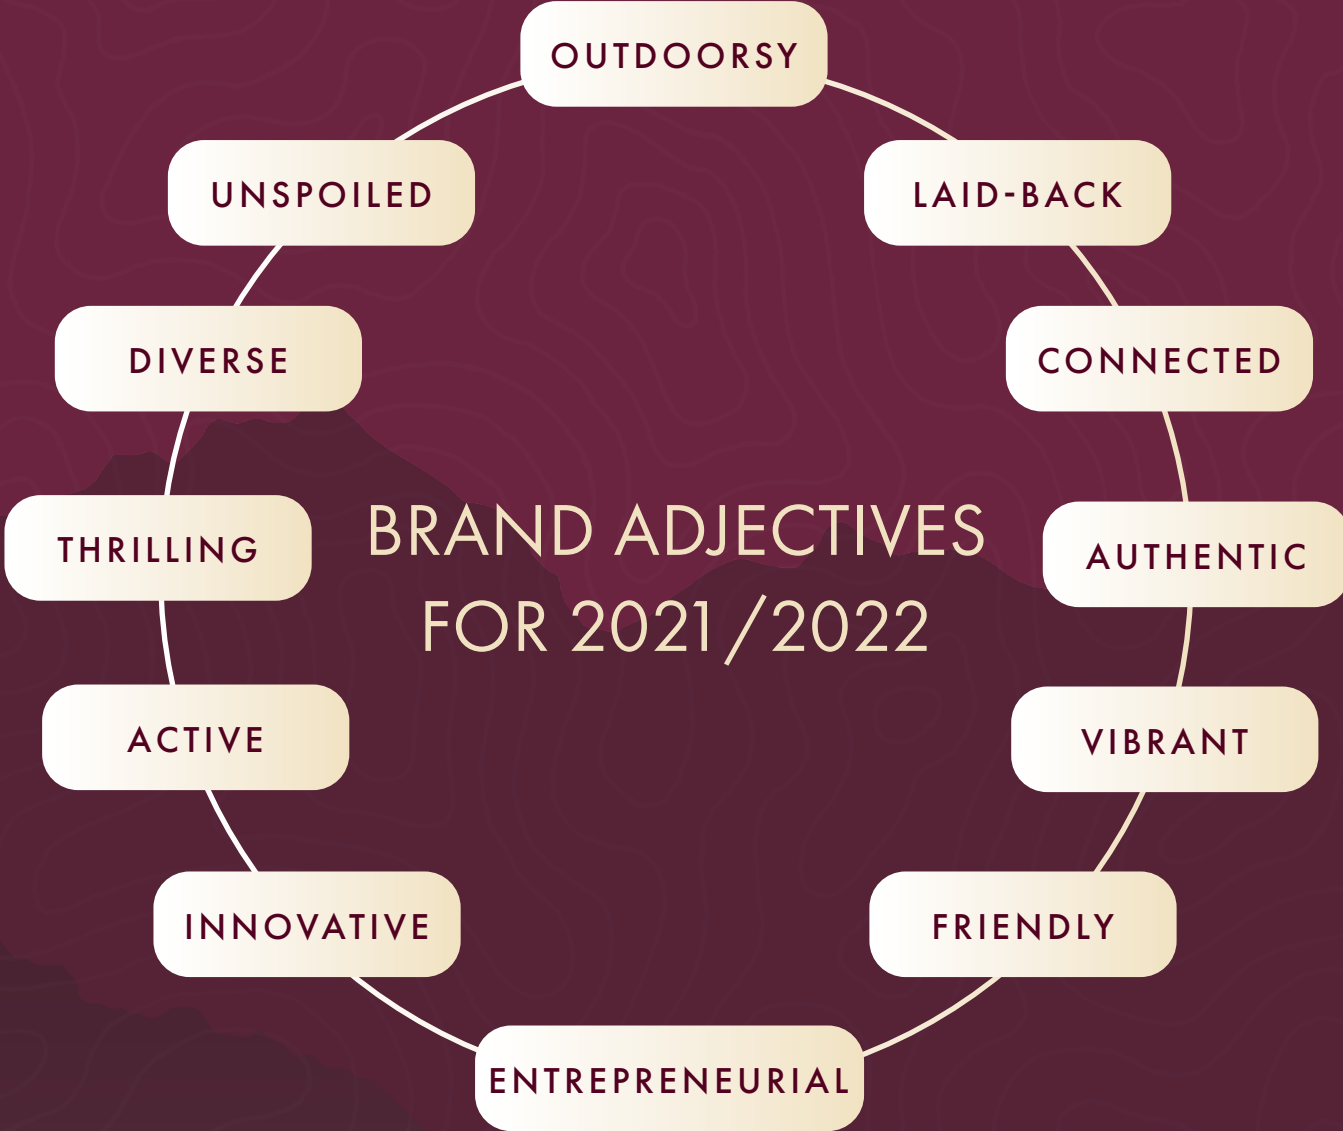 OUTDOORSY
UNSPOILED
LAID-BACK
DIVERSE
CONNECTED
BRAND ADJECTIVES
FOR 2021/2022
THRILLING
AUTHENTIC
ACTIVE
VIBRANT
INNOVATIVE
FRIENDLY
ENTREPRENEURIAL